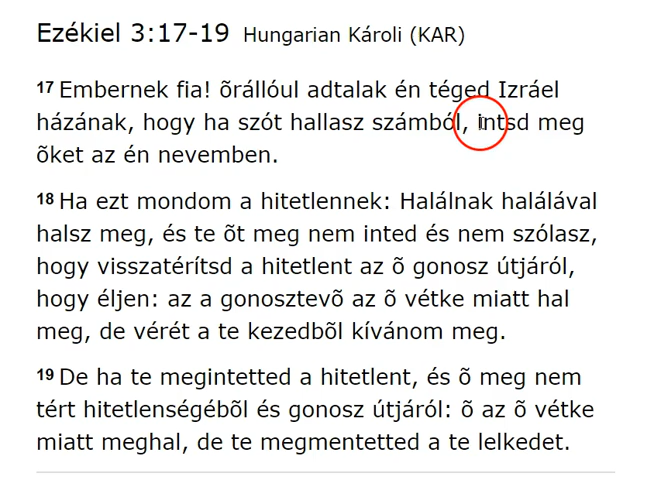 Ezékiel 3:17-19 Hungarian Károli (KAR)
17 Embernek fia! õrállóul adtalak én téged Izráel
házának, hogy ha szót hallasz számból, intsd meg
õket az én nevemben.
18 Ha ezt mondom a hitetlennek: Halálnak halálával
halsz meg, és te õt meg nem inted és nem szólasz,
hogy visszatérítsd a hitetlent az õ gonosz útjáról,
hogy éljen: az a gonosztevõ az õ vétke miatt hal
meg, de vérét a te kezedbõl kívánom meg.
19 De ha te megintetted a hitetlent, és õ meg nem
tért hitetlenségébõl és gonosz útjáról: õ az õ vétke
miatt meghal, de te megmentetted a te lelkedet.